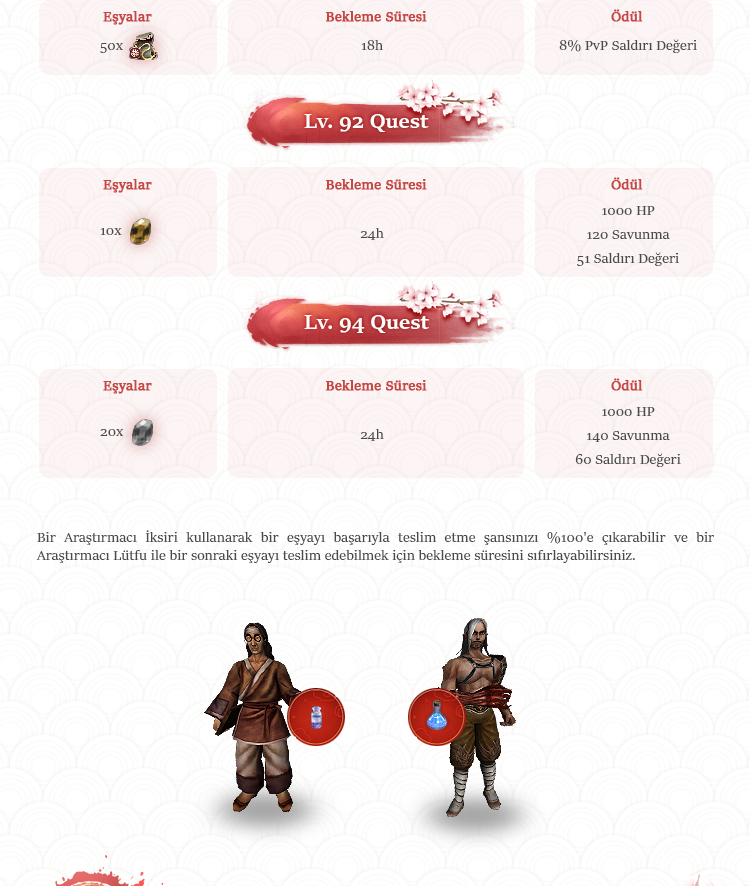 Eşyalar
Bekleme Süresi
Ödül
50x
18h
8% PvP Saldırı Değeri
Lv. 92 Quest
Eşyalar
Bekleme Süresi
Ödül
10x
24h
1000 HP
120 Savunma
51 Saldırı Değeri
Lv. 94 Quest
Eşyalar
Bekleme Süresi
Ödül
20x
24h
1000 HP
140 Savunma
60 Saldırı Değeri
Bir Araştırmacı İksiri kullanarak bir eşyayı başarıyla teslim etme şansınızı %100'e çıkarabilir ve bir
Araştırmacı Lütfu ile bir sonraki eşyayı teslim edebilmek için bekleme süresini sıfırlayabilirsiniz.